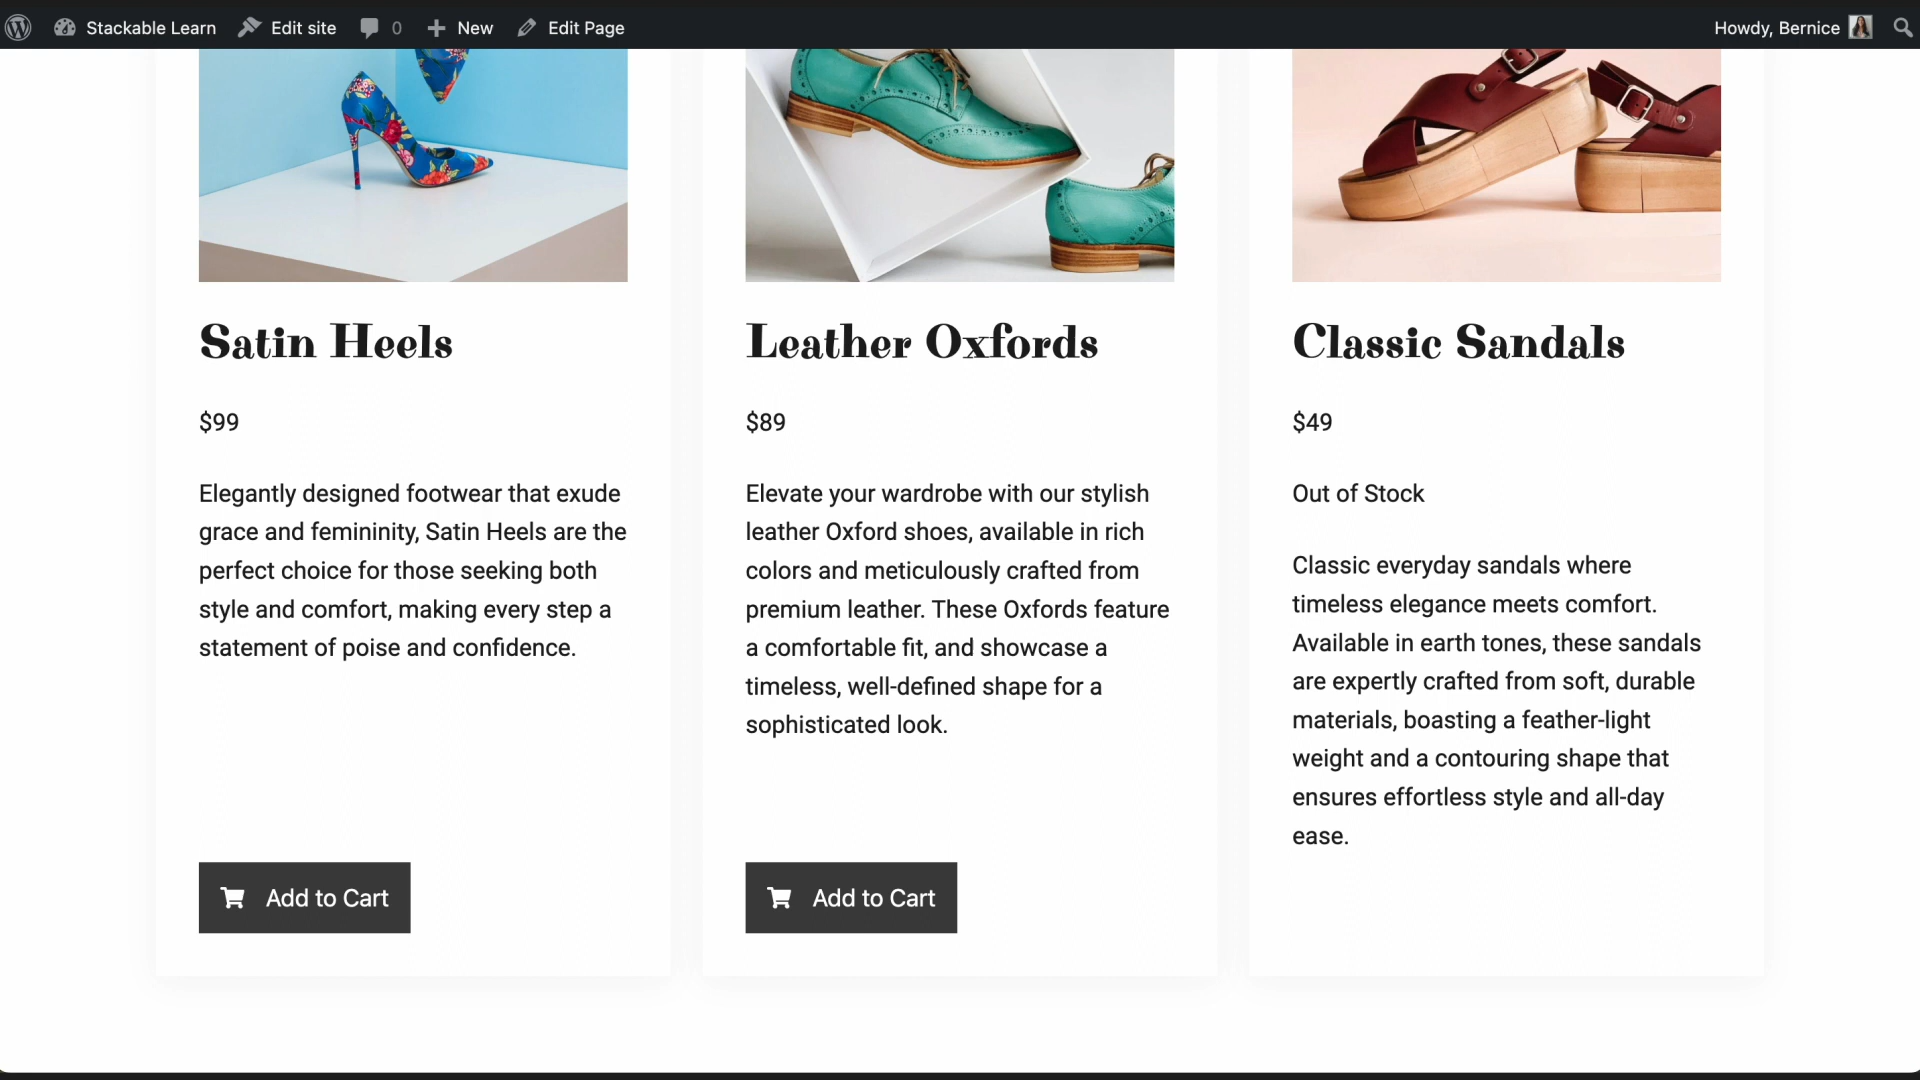 Stackable Learn Edit site 0 New Edit Page Howdy, Bernice
Satin Heels
$99
Elegantly designed footwear that exude
grace and femininity, Satin Heels are the
perfect choice for those seeking both
style and comfort, making every step a
statement of poise and confidence.
Add to Cart
Leather Oxfords
$89
Elevate your wardrobe with our stylish
leather Oxford shoes, available in rich
colors and meticulously crafted from
premium leather. These Oxfords feature
a comfortable fit, and showcase a
timeless, well-defined shape for a
sophisticated look.
Add to Cart
Classic Sandals
$49
Out of Stock
Classic everyday sandals where
timeless elegance meets comfort.
Available in earth tones, these sandals
are expertly crafted from soft, durable
materials, boasting a feather-light
weight and a contouring shape that
ensures effortless style and all-day
ease.